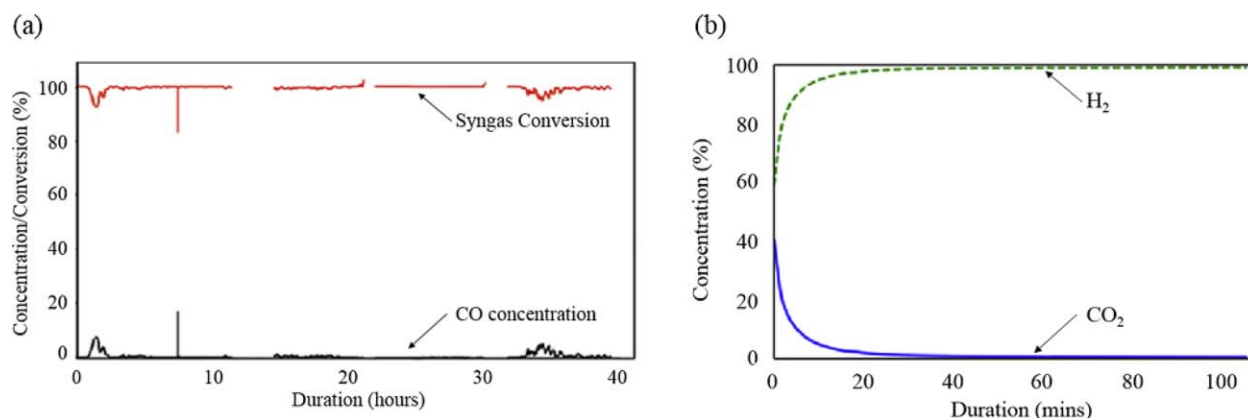 (a)
Concentration/Conversion (%)
100
80
60
40
20
0
Syngas Conversion
CO concentration
0 10 20 30 40
Duration (hours)
(b)
Concentration (%)
100
80
60
40
20
0
H₂
CO₂
0 20 40 60 80 100
Duration (mins)